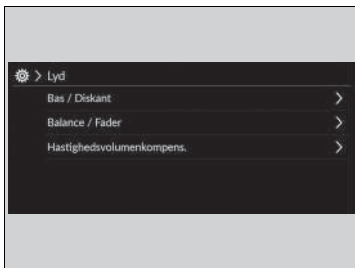 Lyd
Bas / Diskant
Balance / Fader
Hastighedsvolumenkompens.